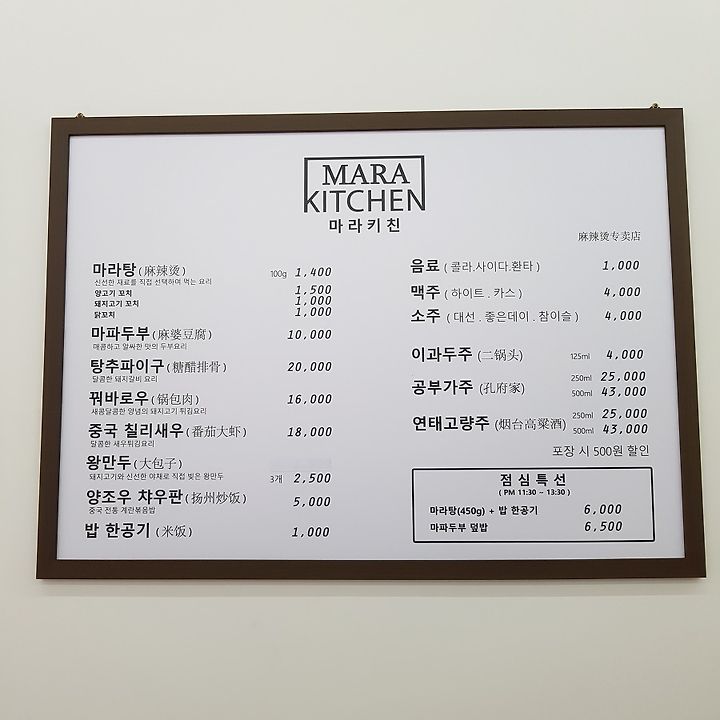 MARA
KITCHEN
마라키친
麻辣烫专卖店
마라탕(麻辣烫) 100g 1,400
신선한 재료를 직접 선택하여 먹는 요리
양고기 꼬치 1,500
돼지고기 꼬치 1,000
닭꼬치 1,000
마파두부(麻婆豆腐) 10,000
매콤하고 알싸한 맛의 두부요리
탕추파이구(糖醋排骨) 20,000
달콤한 돼지갈비 요리
꿔바로우(锅包肉) 16,000
새콤달콤한 양념의 돼지고기 튀김요리
중국 칠리새우(番茄大虾) 18,000
달콤한 새우튀김요리
왕만두(大包子)
돼지고기와 신선한 야채로 직접 빚은 왕만두 3개 2,500
양조우 챠우판(扬州炒饭) 5,000
중국 전통 계란볶음밥
밥 한공기(米饭) 1,000
음료 ( 콜라.사이다.환타 ) 1,000
맥주 ( 하이트 . 카스 ) 4,000
소주 ( 대선 . 좋은데이 . 참이슬 ) 4,000
이과두주 (二锅头) 125ml 4,000
공부가주 (孔府家) 250ml 25,000
500ml 43,000
연태고량주 (烟台高粱酒) 250ml 25,000
500ml 43,000
포장 시 500원 할인
점심특선
( PM 11:30 ~ 13:30 )
마라탕(450g) + 밥 한공기 6,000
마파두부 덮밥 6,500